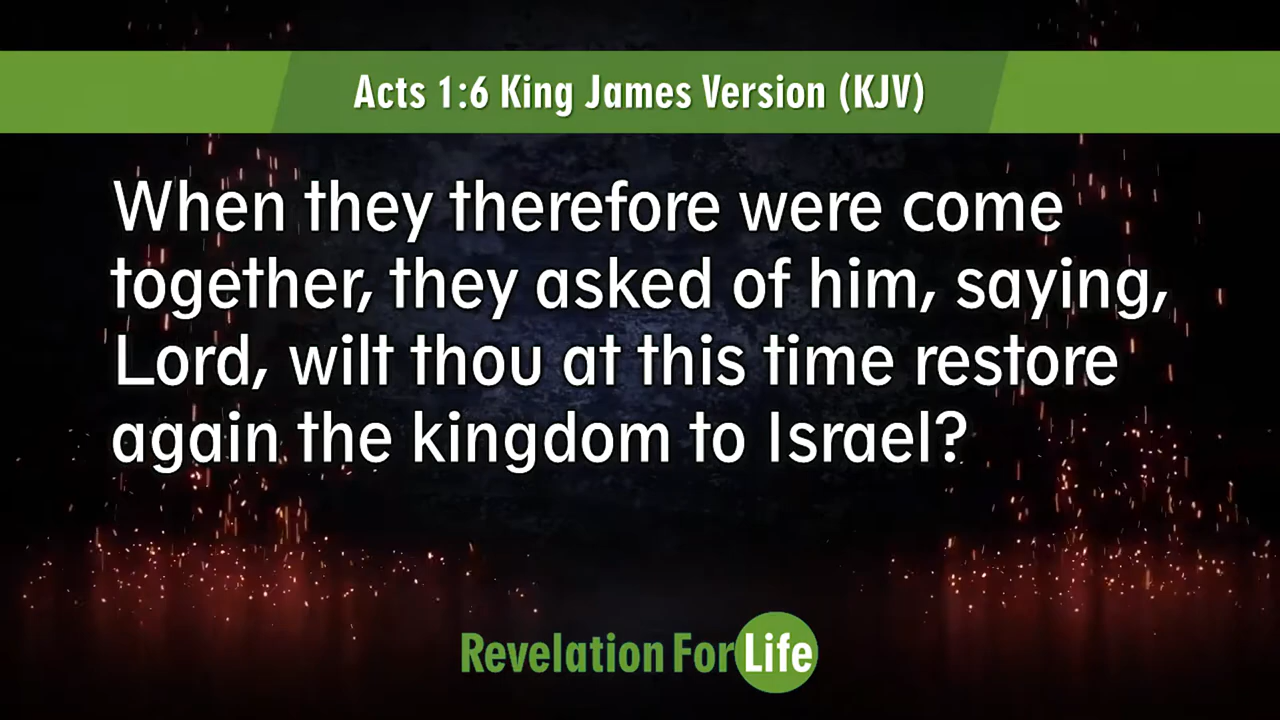 Acts 1:6 King James Version (KJV)
When they therefore were come
together, they asked of him, saying,
Lord, wilt thou at this time restore
again the kingdom to Israel?
Revelation For Life